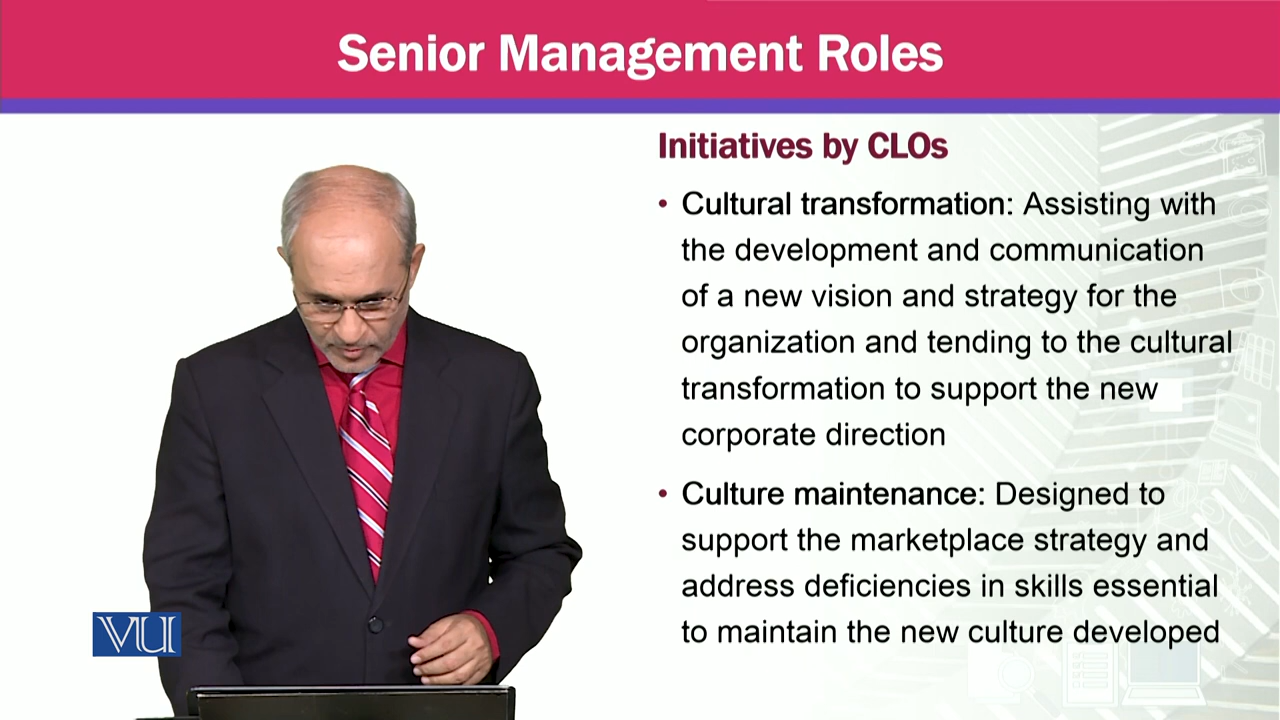 Senior Management Roles
Initiatives by CLOs
• Cultural transformation: Assisting with
the development and communication
of a new vision and strategy for the
organization and tending to the cultural
transformation to support the new
corporate direction
• Culture maintenance: Designed to
support the marketplace strategy and
address deficiencies in skills essential
to maintain the new culture developed
VU